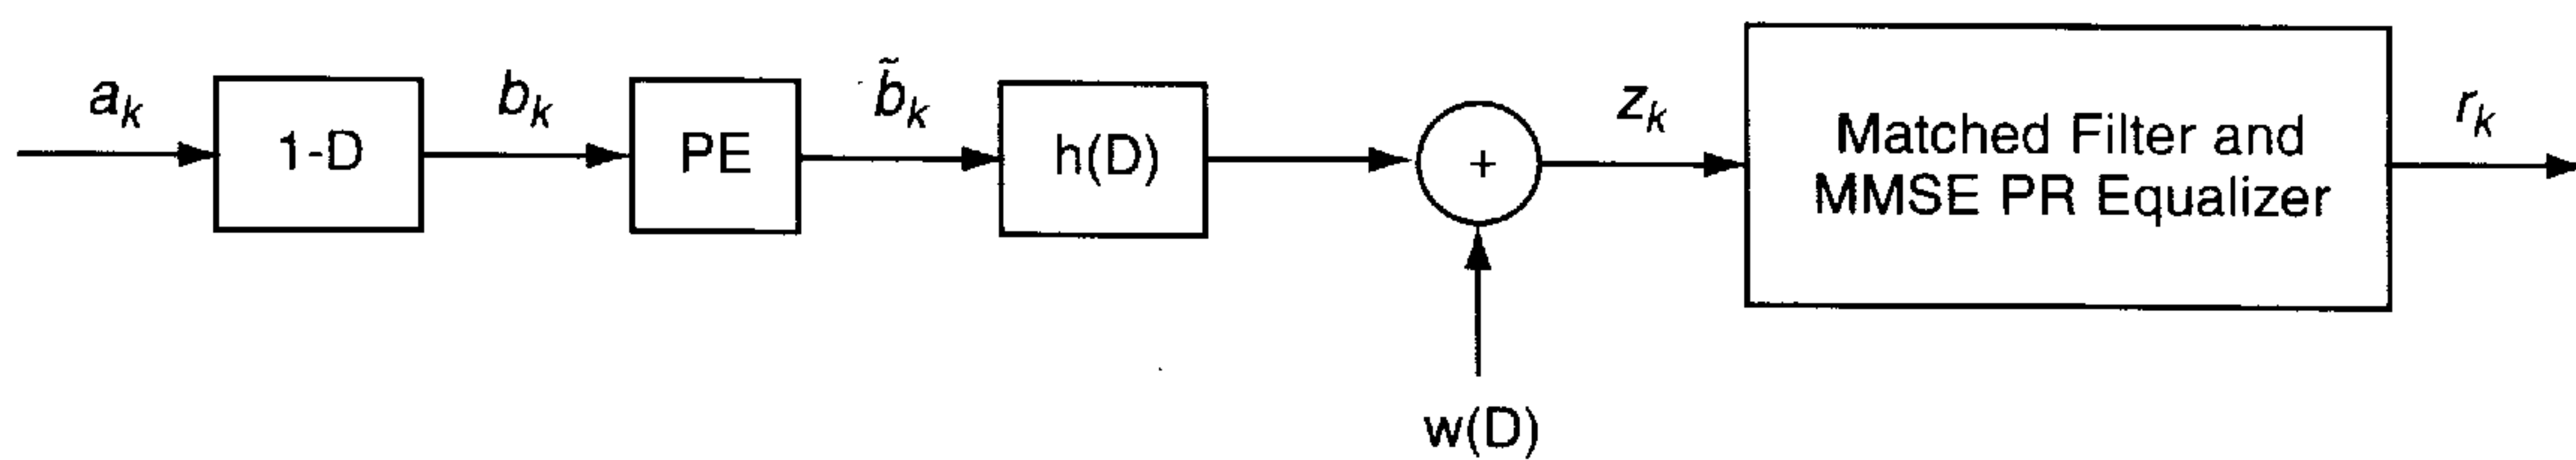 a_k
1-D
b_k
PE
b̃_k
h(D)
+
z_k
Matched Filter and
MMSE PR Equalizer
r_k
w(D)